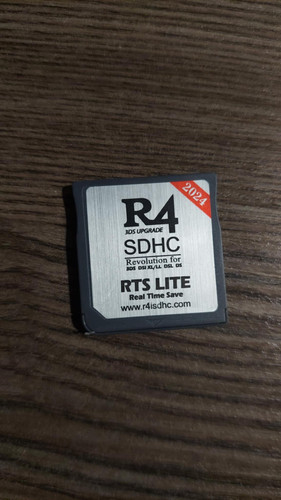 2024
R4
3DS UPGRADE
SDHC
Revolution for
3DS DSI XL/LL DSL DS
RTS LITE
Real Time Save
www.r4isdhc.com